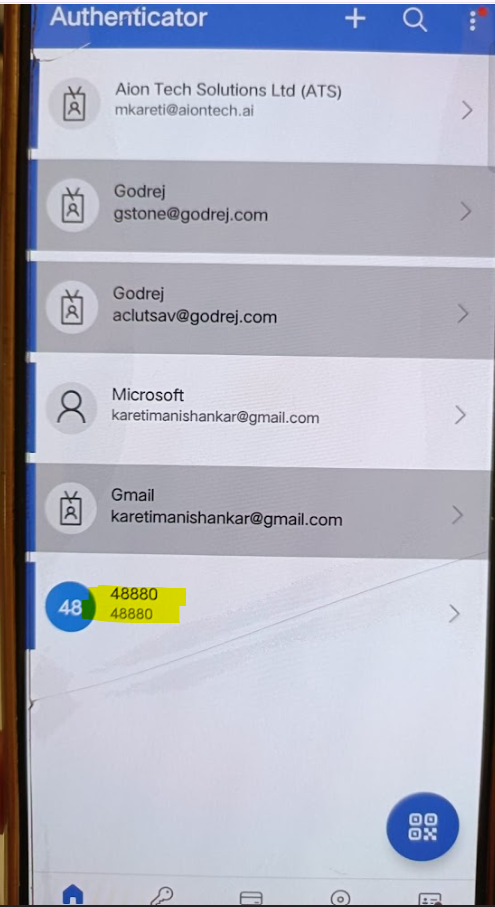 Authenticator
Aion Tech Solutions Ltd (ATS)
mkareti@aiontech.ai
Godrej
gstone@godrej.com
Godrej
aclutsav@godrej.com
Microsoft
karetimanishankar@gmail.com
Gmail
karetimanishankar@gmail.com
48
48880
48880